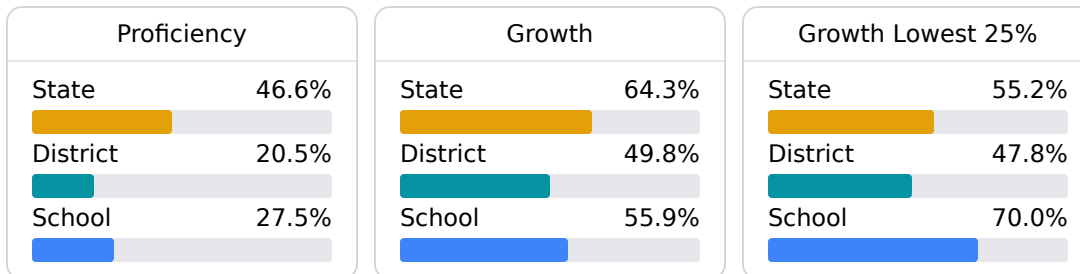 Proficiency
State 46.6%
District 20.5%
School 27.5%
Growth
State 64.3%
District 49.8%
School 55.9%
Growth Lowest 25%
State 55.2%
District 47.8%
School 70.0%